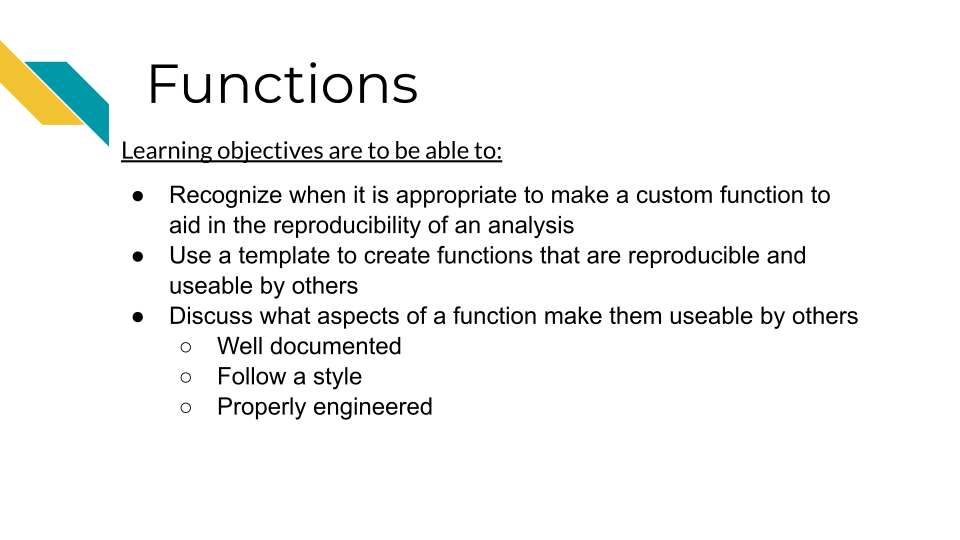 Functions
Learning objectives are to be able to:
● Recognize when it is appropriate to make a custom function to
aid in the reproducibility of an analysis
● Use a template to create functions that are reproducible and
useable by others
● Discuss what aspects of a function make them useable by others
○ Well documented
○ Follow a style
○ Properly engineered